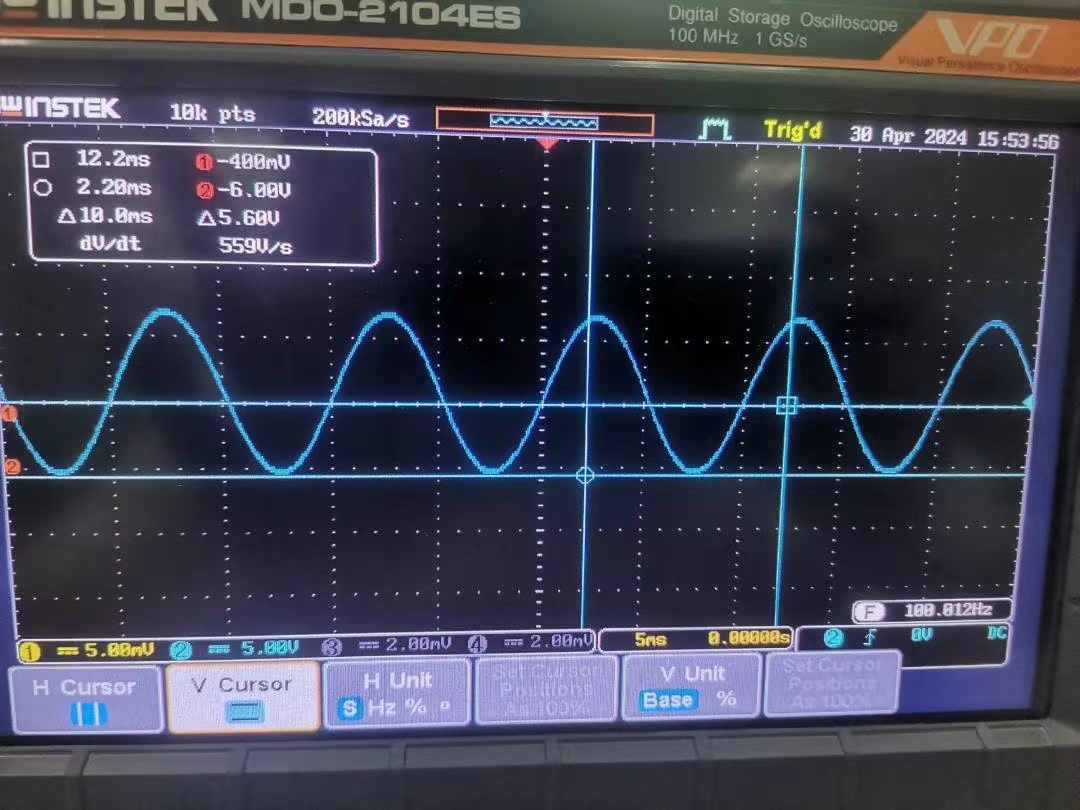 INSTEK MDO-2104ES
Digital Storage Oscilloscope
100 MHz 1 GS/s
VPO
Visual Persistence Oscilloscope
GWINSTEK 10k pts 200kSa/s Trig'd 30 Apr 2024 15:53:56
12.2ms 1 -400mV
2.20ms 2 -6.00V
△10.0ms △5.60V
dV/dt 559V/s
1
2
F 100.012Hz
1 5.00mV 2 5.00V 3 2.00mV 4 2.00mV 5ms 0.00000s 2 0V DC
H Cursor
V Cursor
H Unit
S Hz % °
Set Cursor
Positions
As 100%
V Unit
Base %
Set Cursor
Positions
As 100%